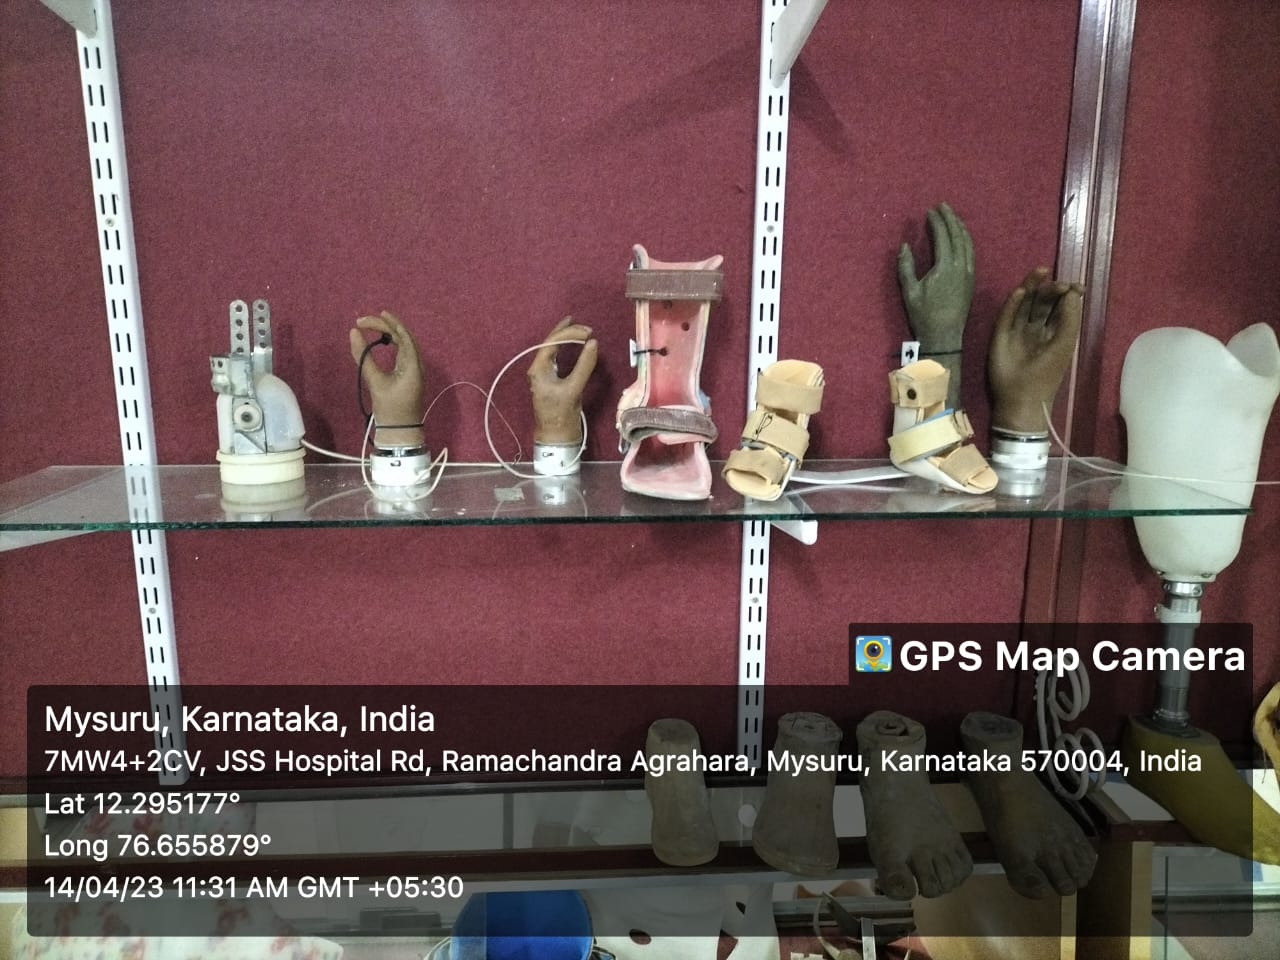 GPS Map Camera
Mysuru, Karnataka, India
7MW4+2CV, JSS Hospital Rd, Ramachandra Agrahara, Mysuru, Karnataka 570004, India
Lat 12.295177°
Long 76.655879°
14/04/23 11:31 AM GMT +05:30